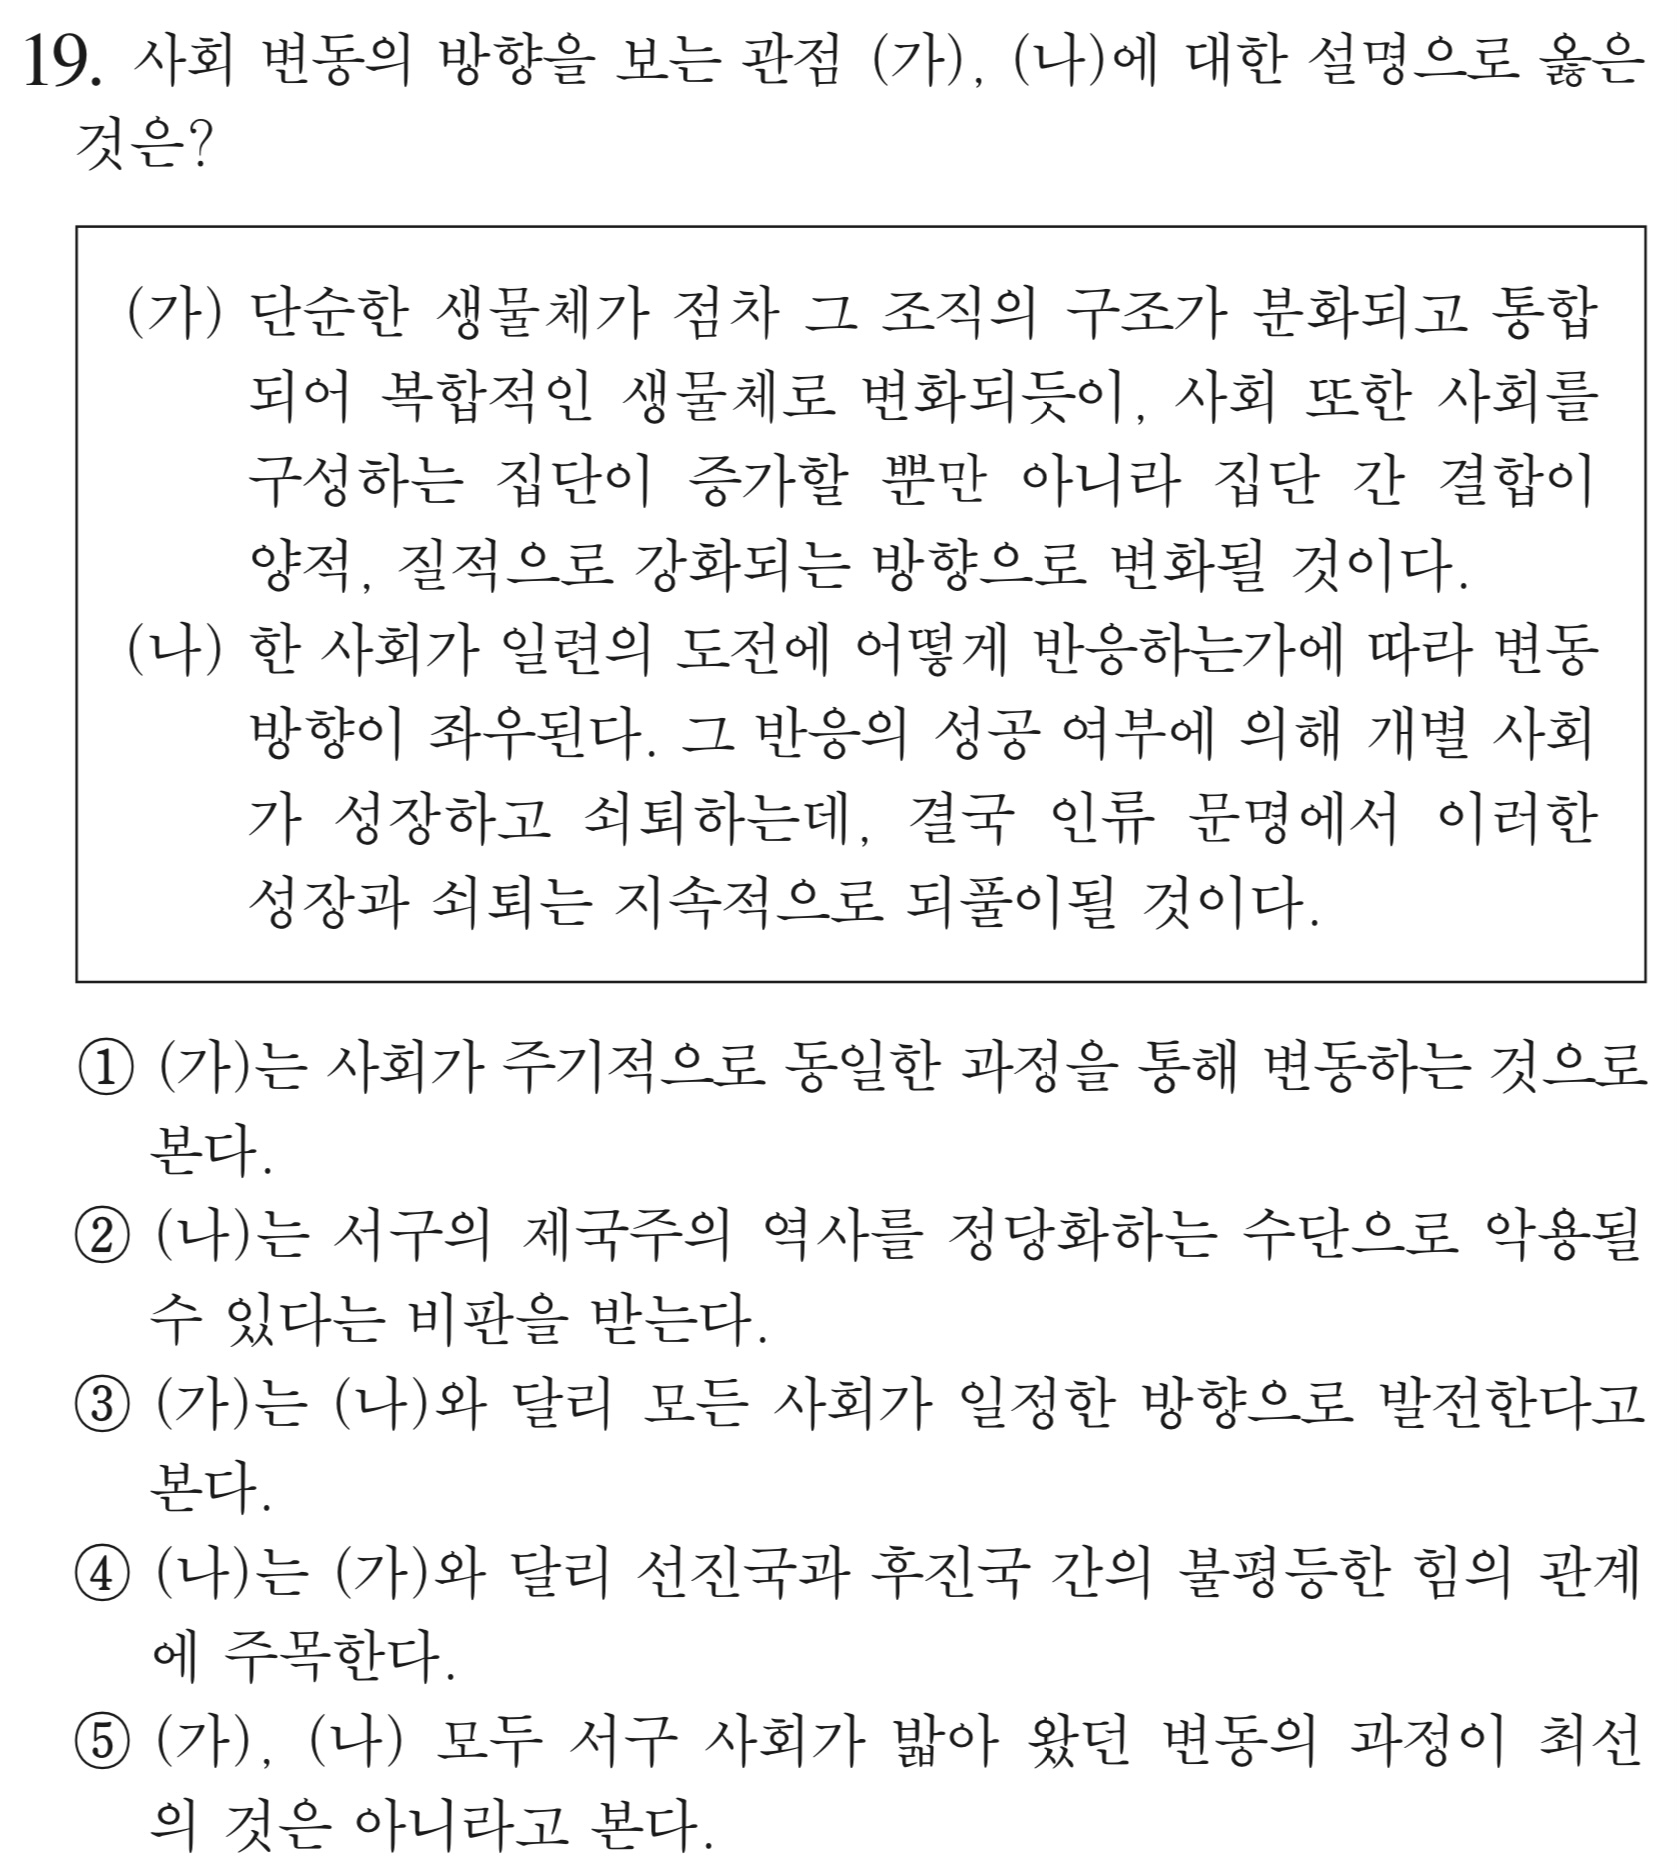 19. 사회 변동의 방향을 보는 관점 (가), (나)에 대한 설명으로 옳은
것은?
(가) 단순한 생물체가 점차 그 조직의 구조가 분화되고 통합
되어 복합적인 생물체로 변화되듯이, 사회 또한 사회를
구성하는 집단이 증가할 뿐만 아니라 집단 간 결합이
양적, 질적으로 강화되는 방향으로 변화될 것이다.
(나) 한 사회가 일련의 도전에 어떻게 반응하는가에 따라 변동
방향이 좌우된다. 그 반응의 성공 여부에 의해 개별 사회
가 성장하고 쇠퇴하는데, 결국 인류 문명에서 이러한
성장과 쇠퇴는 지속적으로 되풀이될 것이다.
① (가)는 사회가 주기적으로 동일한 과정을 통해 변동하는 것으로
본다.
② (나)는 서구의 제국주의 역사를 정당화하는 수단으로 악용될
수 있다는 비판을 받는다.
③ (가)는 (나)와 달리 모든 사회가 일정한 방향으로 발전한다고
본다.
④ (나)는 (가)와 달리 선진국과 후진국 간의 불평등한 힘의 관계
에 주목한다.
⑤ (가), (나) 모두 서구 사회가 밟아 왔던 변동의 과정이 최선
의 것은 아니라고 본다.